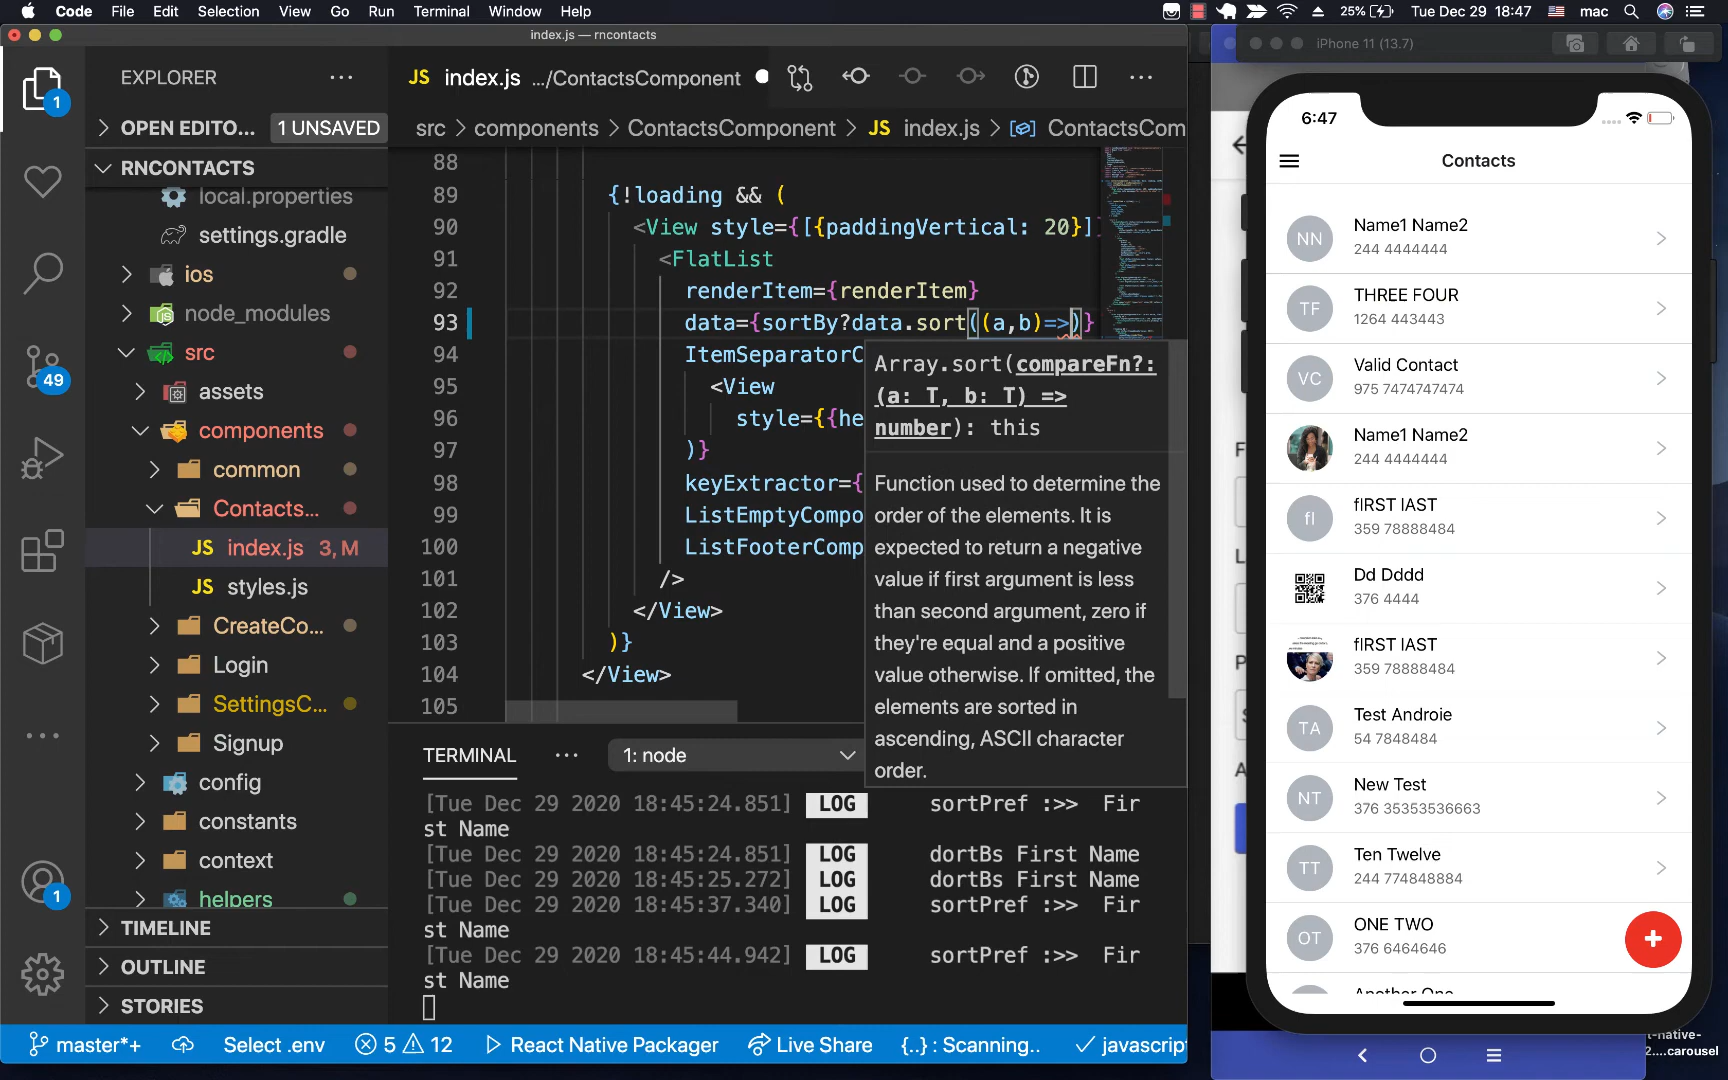 Code File Edit Selection View Go Run Terminal Window Help
25% Tue Dec 29 18:47 mac
index.js — rncontacts
EXPLORER
OPEN EDITO... 1 UNSAVED
RNCONTACTS
local.properties
settings.gradle
ios
node_modules
src
assets
components
common
Contacts...
JS index.js 3, M
JS styles.js
CreateCo...
Login
SettingsC...
Signup
config
constants
context
helpers
TIMELINE
OUTLINE
STORIES
1
49
1
JS index.js .../ContactsComponent
src > components > ContactsComponent > JS index.js > ContactsCom
88
89 {!loading && (
90 <View style={[{paddingVertical: 20}]}
91 <FlatList
92 renderItem={renderItem}
93 data={sortBy?data.sort((a,b)=>)}
94 ItemSeparatorC
95 <View
96 style={{he
97 )}
98 keyExtractor={
99 ListEmptyCompo
100 ListFooterComp
101 />
102 </View>
103 )}
104 </View>
105
Array.sort(compareFn?:
(a: T, b: T) =>
number): this
Function used to determine the
order of the elements. It is
expected to return a negative
value if first argument is less
than second argument, zero if
they're equal and a positive
value otherwise. If omitted, the
elements are sorted in
ascending, ASCII character
order.
TERMINAL ... 1: node
[Tue Dec 29 2020 18:45:24.851] LOG sortPref :>> Fir
st Name
[Tue Dec 29 2020 18:45:24.851] LOG dortBs First Name
[Tue Dec 29 2020 18:45:25.272] LOG dortBs First Name
[Tue Dec 29 2020 18:45:37.340] LOG sortPref :>> Fir
st Name
[Tue Dec 29 2020 18:45:44.942] LOG sortPref :>> Fir
st Name
master*+ Select .env 5 12 React Native Packager Live Share {..} : Scanning.. javascrip
iPhone 11 (13.7)
6:47
Contacts
NN Name1 Name2
244 4444444
TF THREE FOUR
1264 443443
VC Valid Contact
975 7474747474
Name1 Name2
244 4444444
fl fIRST lAST
359 78888484
Dd Dddd
376 4444
fIRST lAST
359 78888484
TA Test Androie
54 7848484
NT New Test
376 35353536663
TT Ten Twelve
244 774848884
OT ONE TWO
376 6464646
Another One
+
t-native-
2....carousel